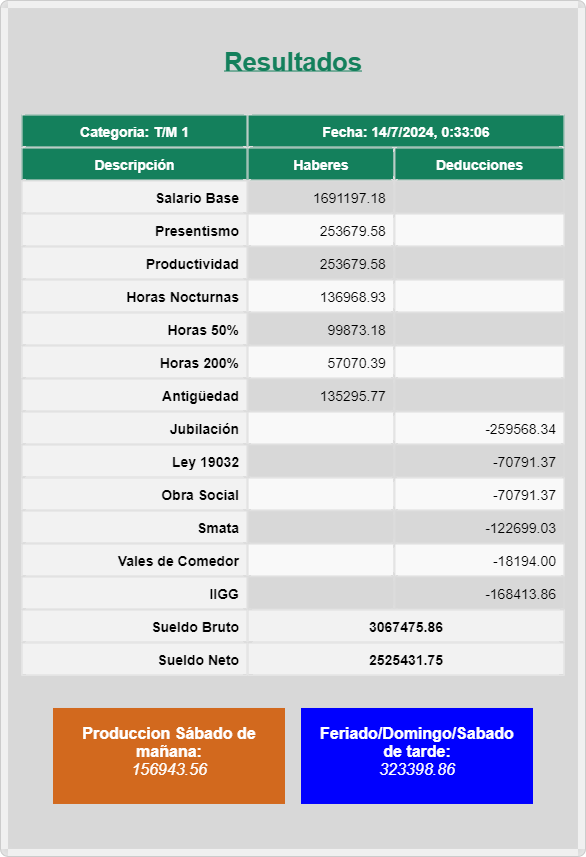 Resultados
Categoria: T/M 1 Fecha: 14/7/2024, 0:33:06
Descripción Haberes Deducciones
Salario Base 1691197.18
Presentismo 253679.58
Productividad 253679.58
Horas Nocturnas 136968.93
Horas 50% 99873.18
Horas 200% 57070.39
Antigüedad 135295.77
Jubilación -259568.34
Ley 19032 -70791.37
Obra Social -70791.37
Smata -122699.03
Vales de Comedor -18194.00
IIGG -168413.86
Sueldo Bruto 3067475.86
Sueldo Neto 2525431.75
Produccion Sábado de
mañana:
156943.56
Feriado/Domingo/Sabado
de tarde:
323398.86